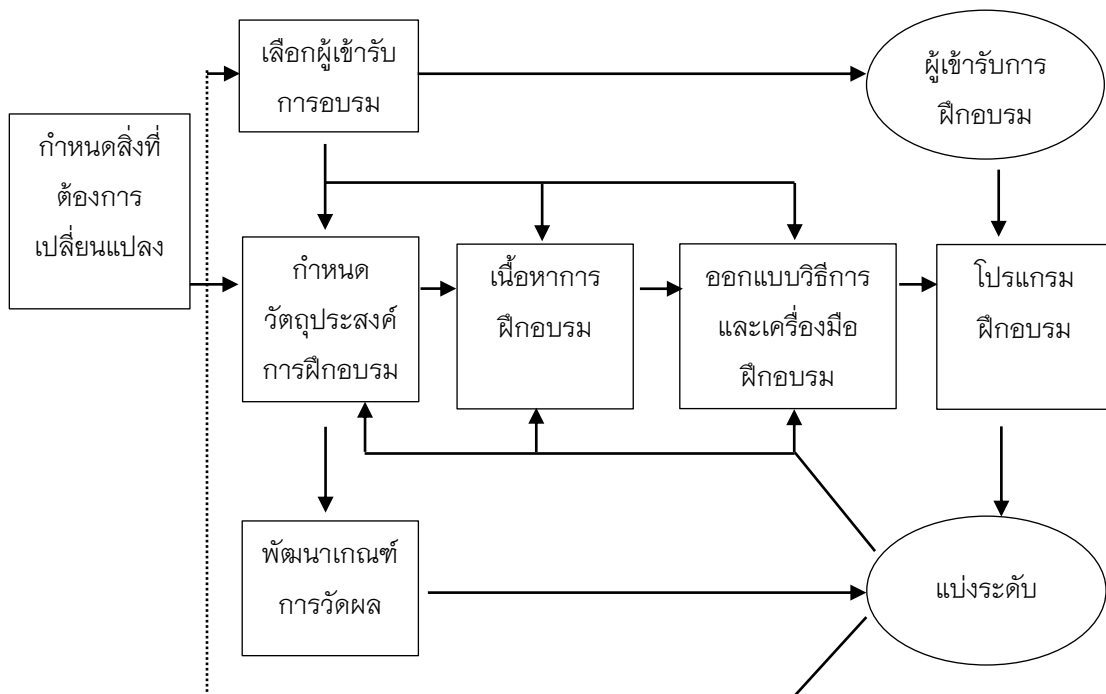 เลือกผู้เข้ารับ
การอบรม
ผู้เข้ารับการ
ฝึกอบรม
กำหนดสิ่งที่
ต้องการ
เปลี่ยนแปลง
กำหนด
วัตถุประสงค์
การฝึกอบรม
เนื้อหาการ
ฝึกอบรม
ออกแบบวิธีการ
และเครื่องมือ
ฝึกอบรม
โปรแกรม
ฝึกอบรม
พัฒนาเกณฑ์
การวัดผล
แบ่งระดับ